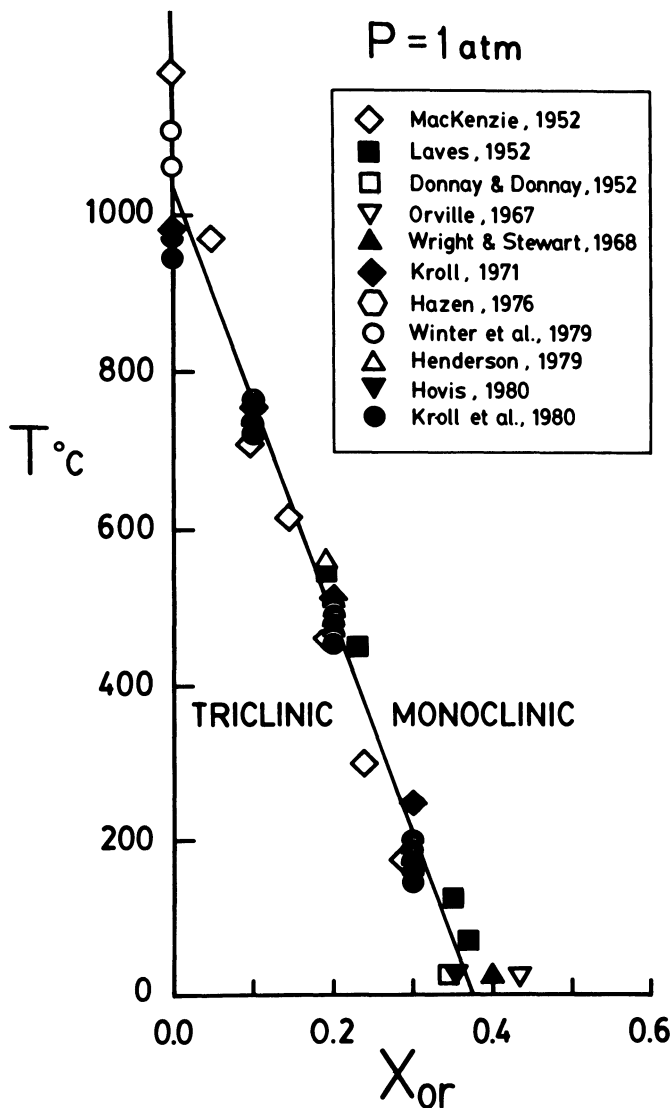 P = 1 atm
MacKenzie, 1952
Laves, 1952
Donnay & Donnay, 1952
Orville, 1967
Wright & Stewart, 1968
Kroll, 1971
Hazen, 1976
Winter et al., 1979
Henderson, 1979
Hovis, 1980
Kroll et al., 1980
1000
800
T°C
600
400
TRICLINIC MONOCLINIC
200
0
0.0 0.2 0.4 0.6
Xor